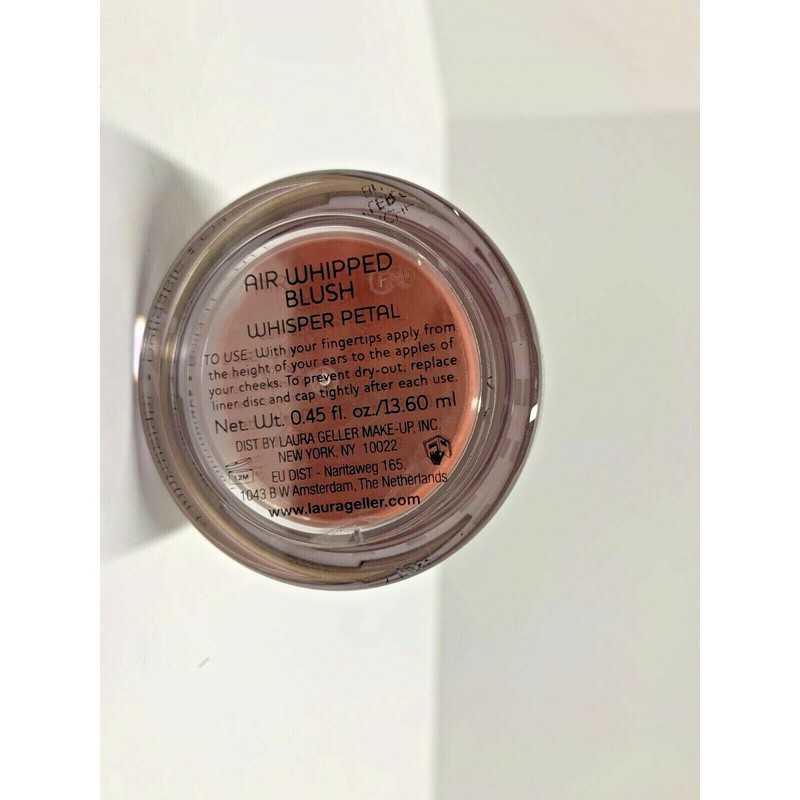 AIR WHIPPED
BLUSH
WHISPER PETAL
TO USE: With your fingertips apply from
the height of your ears to the apples of
your cheeks. To prevent dry-out, replace
liner disc and cap tightly after each use.
Net. Wt. 0.45 fl. oz./13.60 ml
DIST BY LAURA GELLER MAKE-UP, INC.
NEW YORK, NY 10022
12M
EU DIST - Naritaweg 165,
1043 B W Amsterdam, The Netherlands
www.laurageller.com